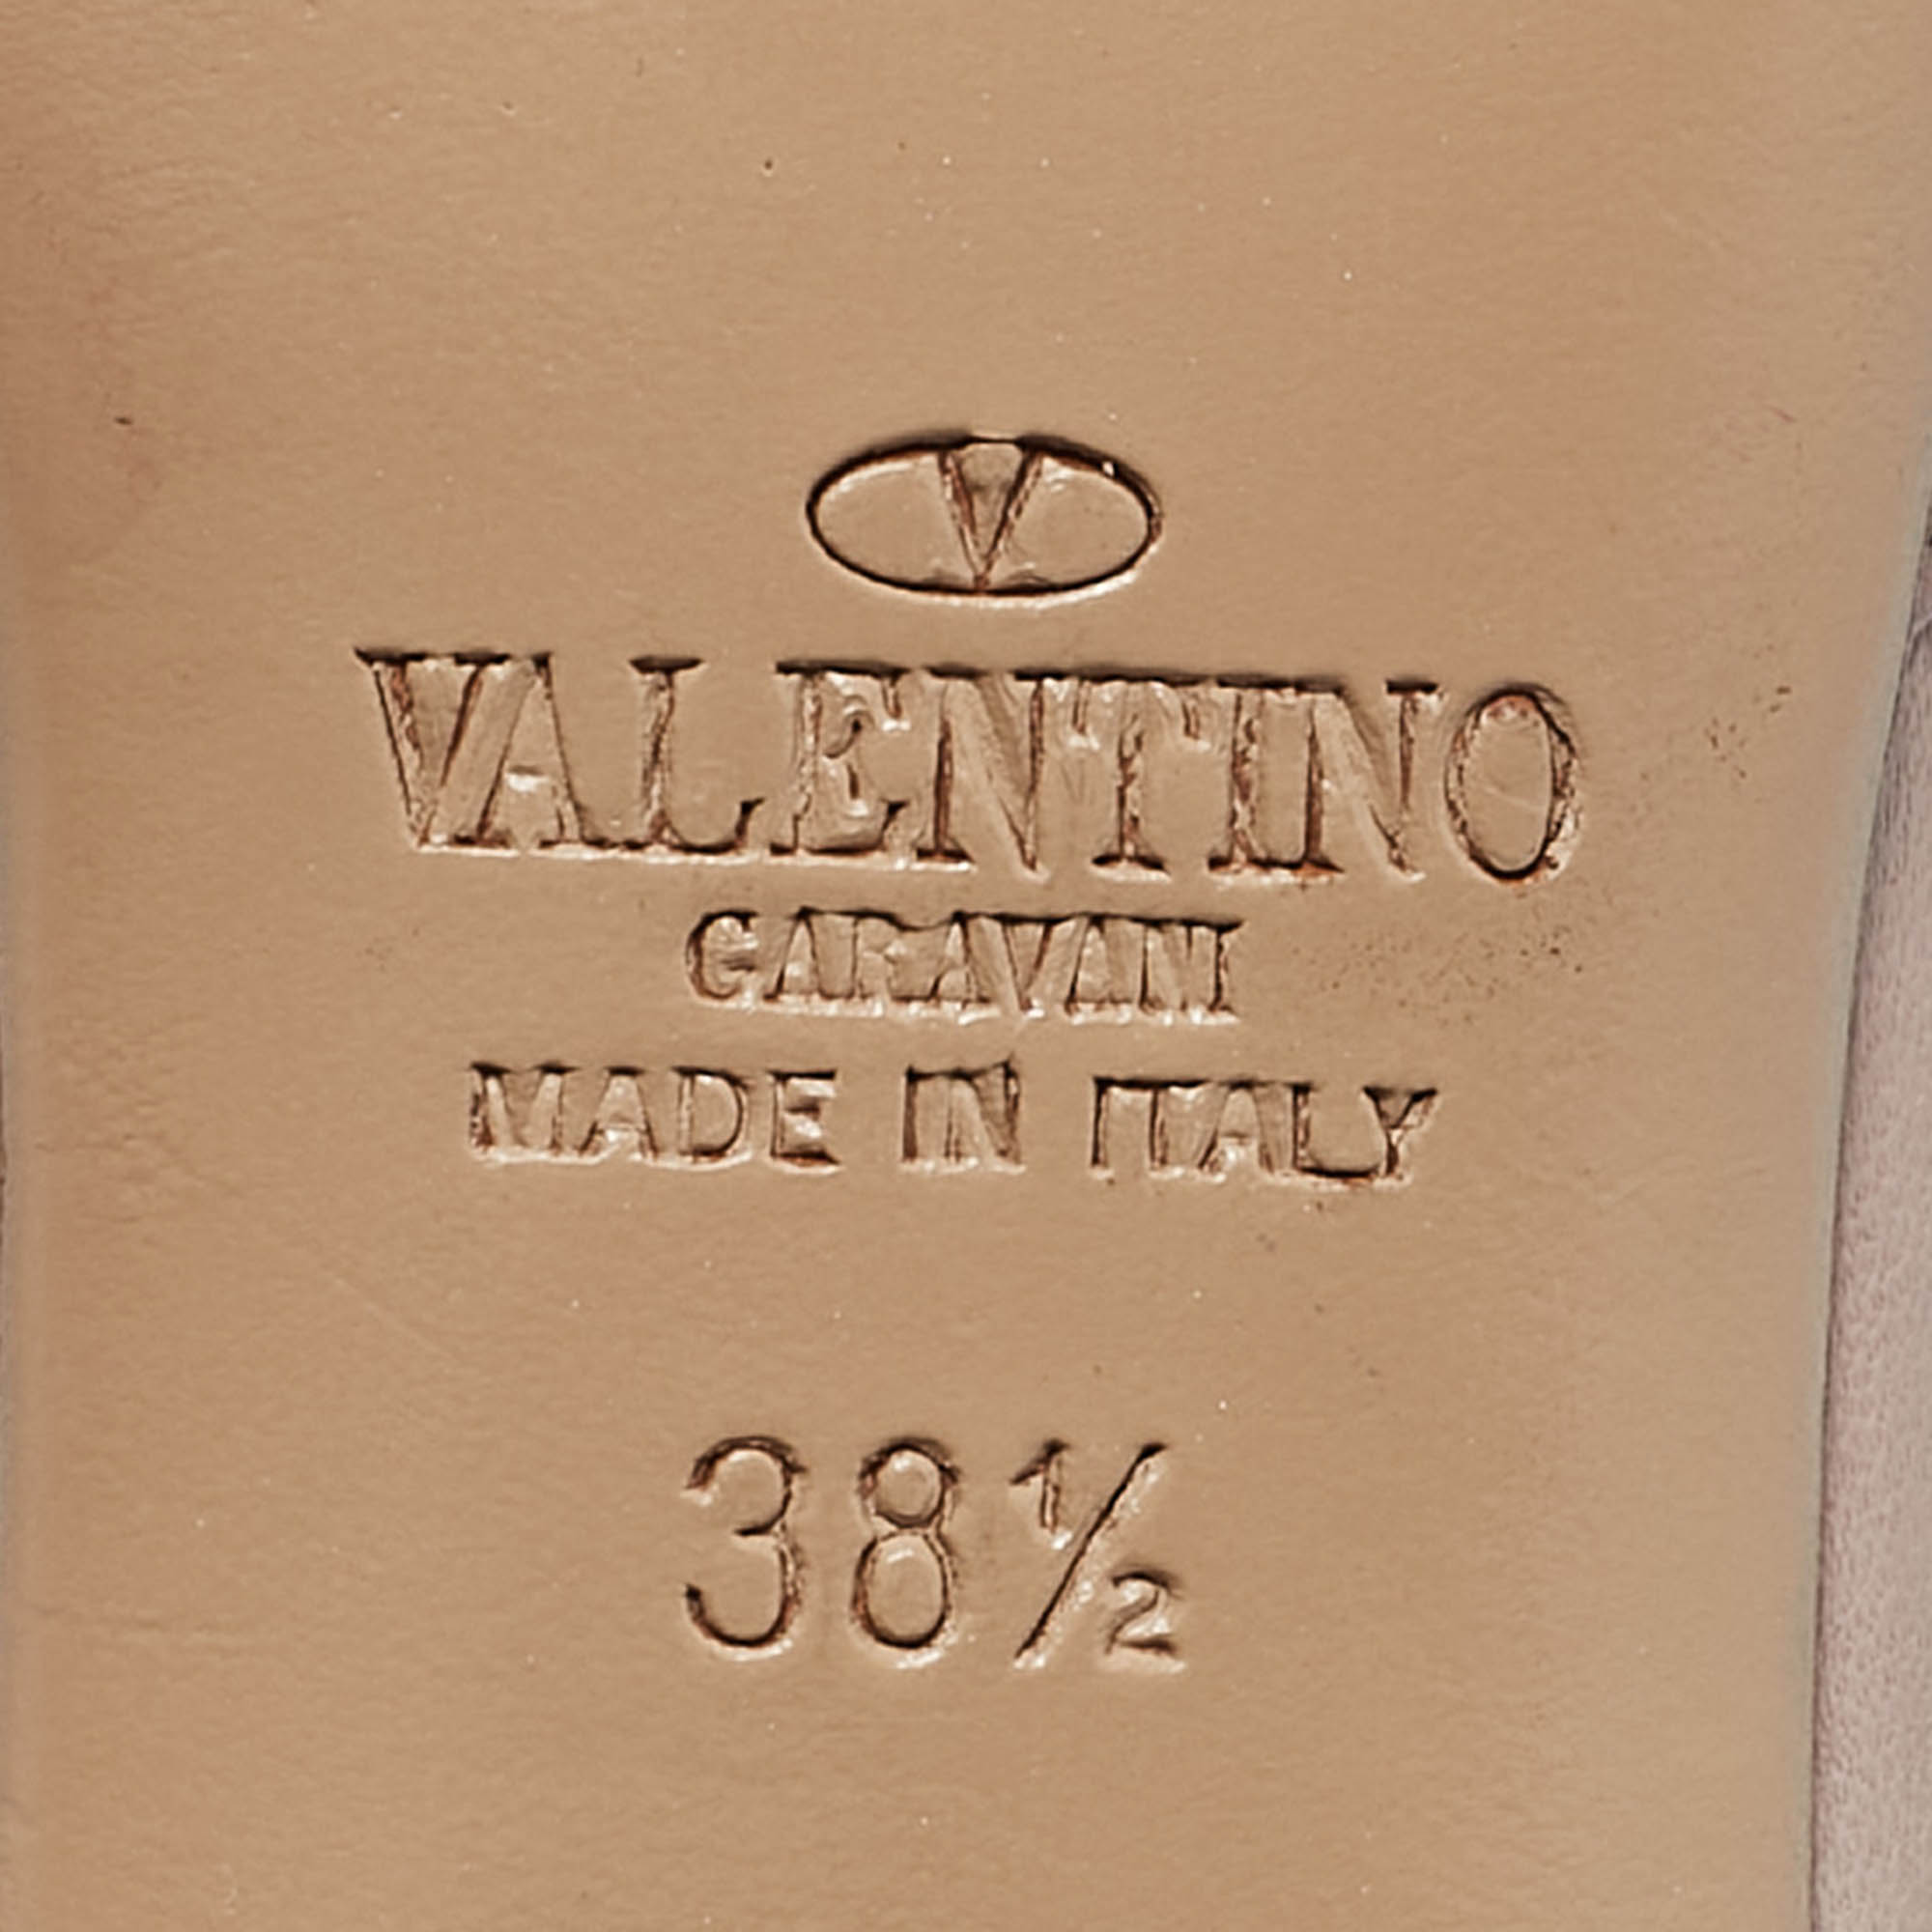 V
VALENTINO
GARAVANI
MADE IN ITALY
38½